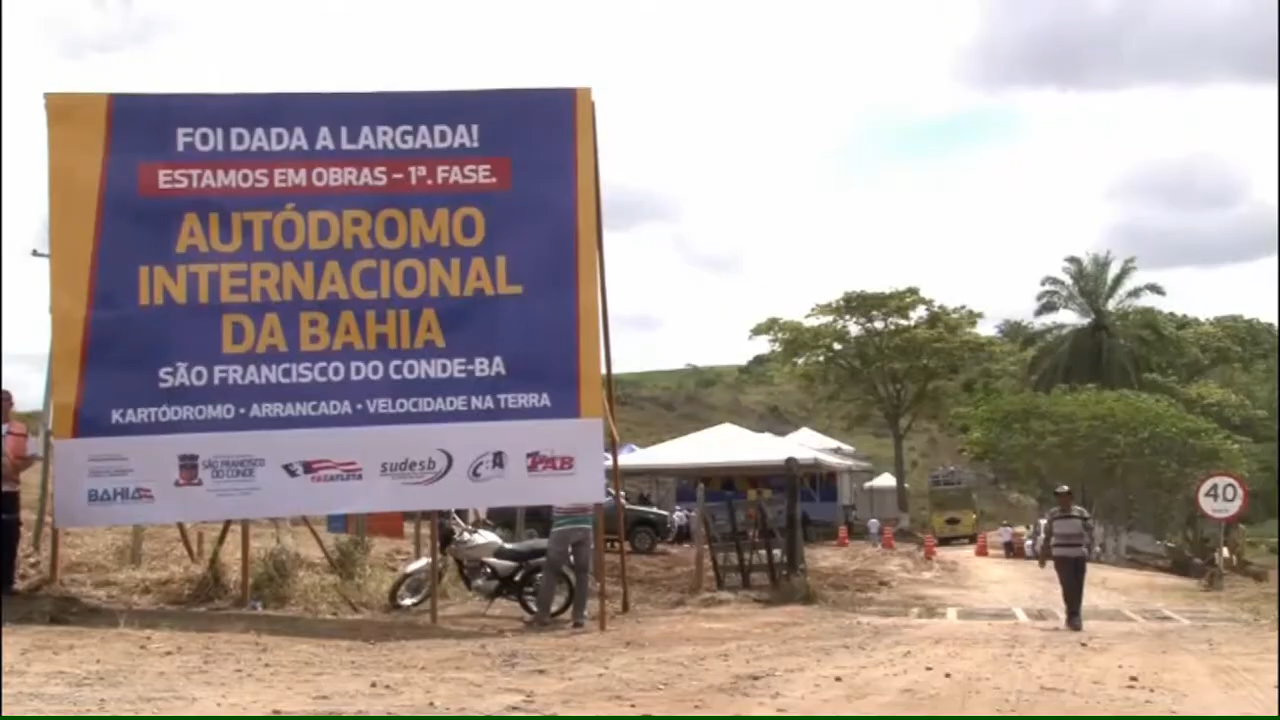 FOI DADA A LARGADA!
ESTAMOS EM OBRAS – 1ª. FASE.
AUTÓDROMO
INTERNACIONAL
DA BAHIA
SÃO FRANCISCO DO CONDE-BA
KARTÓDROMO • ARRANCADA • VELOCIDADE NA TERRA
BAHIA
SÃO FRANCISCO
DO CONDE
FAZATLETA
sudesb
FAB
40